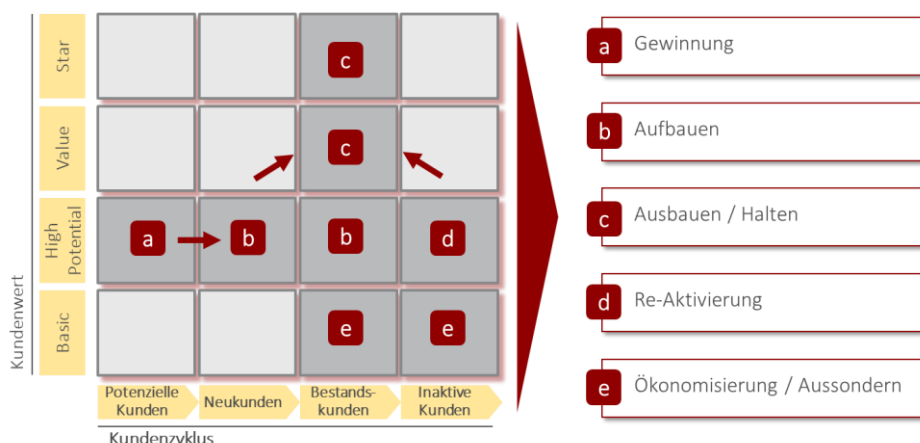 Star
c
a
Gewinnung
Value
c
b
Aufbauen
High
Potential
a
b
b
d
c
Ausbauen / Halten
Kundenwert
Basic
e
e
d
Re-Aktivierung
Potenzielle
Kunden
Neukunden
Bestands-
kunden
Inaktive
Kunden
e
Ökonomisierung / Aussondern
Kundenzyklus